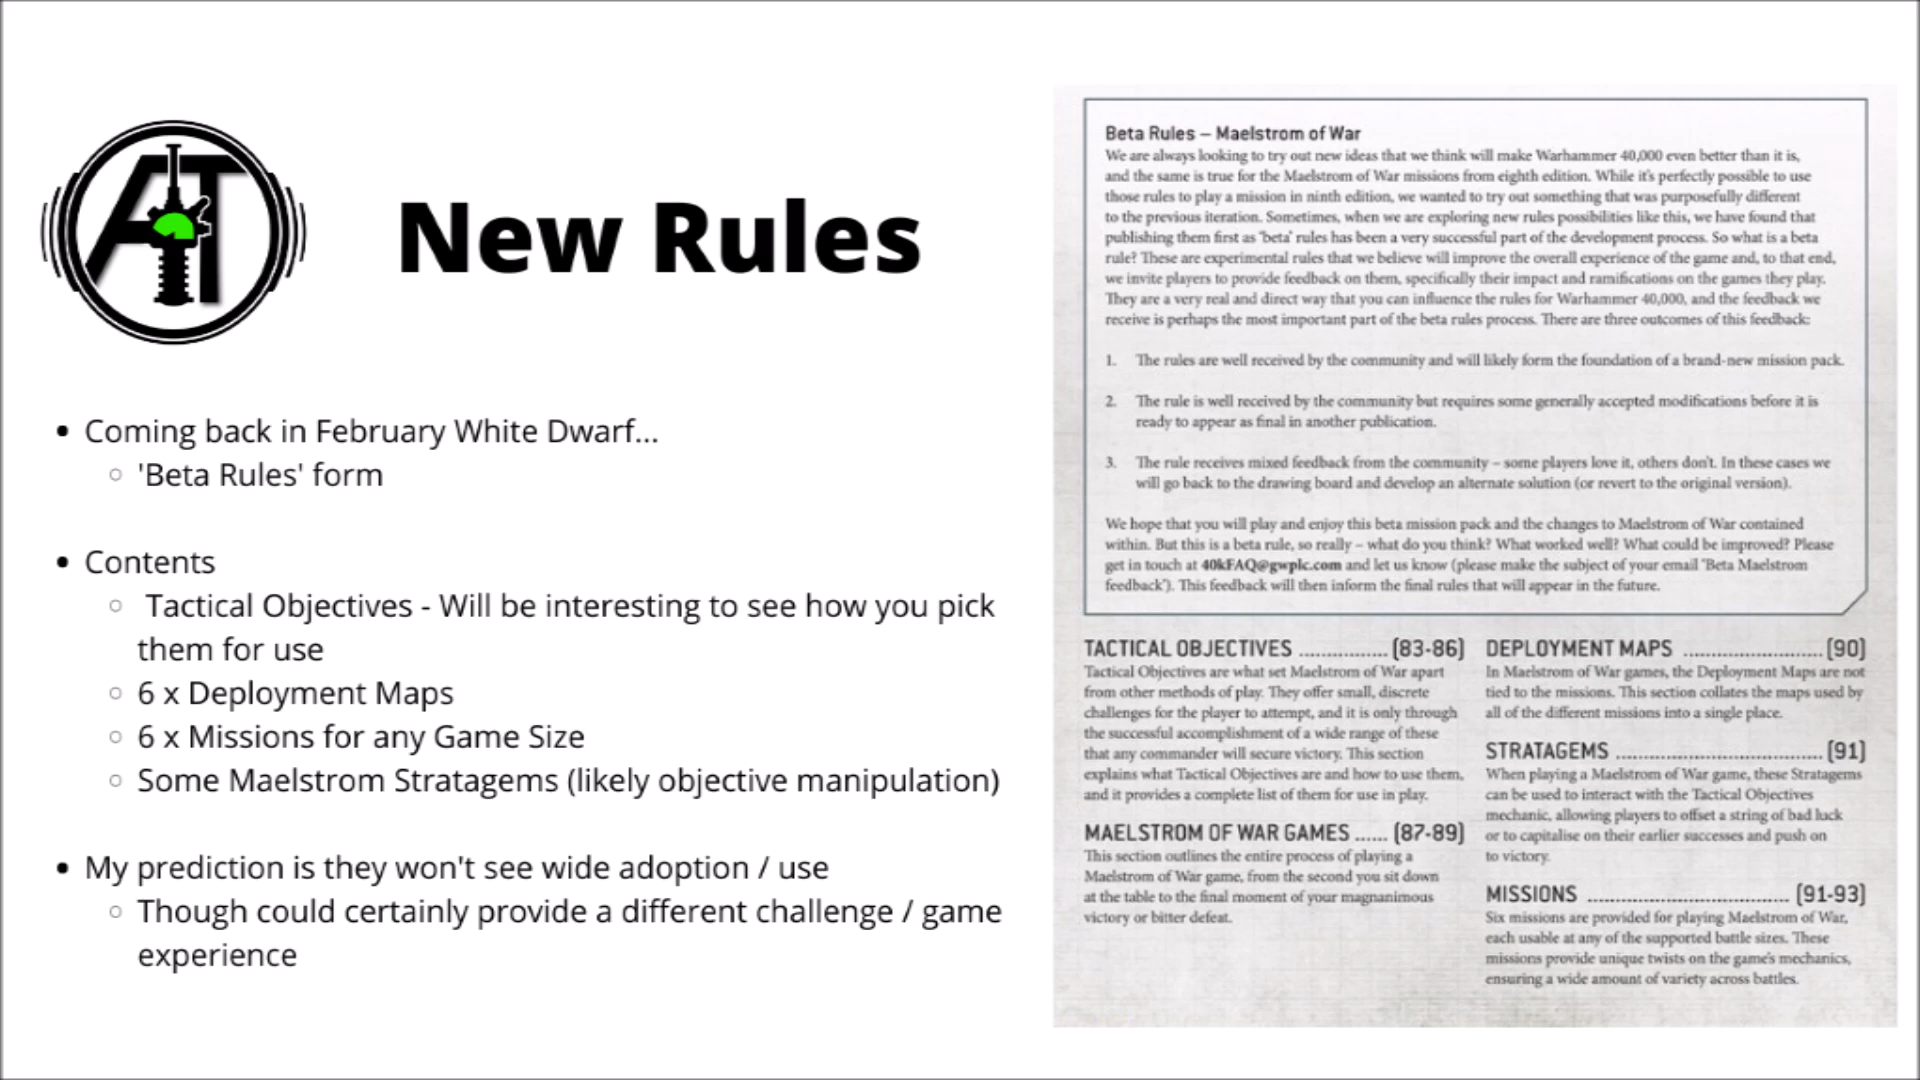 AT
New Rules
• Coming back in February White Dwarf...
○ 'Beta Rules' form
• Contents
○ Tactical Objectives - Will be interesting to see how you pick
them for use
○ 6 x Deployment Maps
○ 6 x Missions for any Game Size
○ Some Maelstrom Stratagems (likely objective manipulation)
• My prediction is they won't see wide adoption / use
○ Though could certainly provide a different challenge / game
experience
Beta Rules – Maelstrom of War
We are always looking to try out new ideas that we think will make Warhammer 40,000 even better than it is,
and the same is true for the Maelstrom of War missions from eighth edition. While it's perfectly possible to use
those rules to play a mission in ninth edition, we wanted to try out something that was purposefully different
to the previous iteration. Sometimes, when we are exploring new rules possibilities like this, we have found that
publishing them first as 'beta' rules has been a very successful part of the development process. So what is a beta
rule? These are experimental rules that we believe will improve the overall experience of the game and, to that end,
we invite players to provide feedback on them, specifically their impact and ramifications on the games they play.
They are a very real and direct way that you can influence the rules for Warhammer 40,000, and the feedback we
receive is perhaps the most important part of the beta rules process. There are three outcomes of this feedback:
1. The rules are well received by the community and will likely form the foundation of a brand-new mission pack.
2. The rule is well received by the community but requires some generally accepted modifications before it is
ready to appear as final in another publication.
3. The rule receives mixed feedback from the community – some players love it, others don't. In these cases we
will go back to the drawing board and develop an alternate solution (or revert to the original version).
We hope that you will play and enjoy this beta mission pack and the changes to Maelstrom of War contained
within. But this is a beta rule, so really – what do you think? What worked well? What could be improved? Please
get in touch at 40kFAQ@gwplc.com and let us know (please make the subject of your email 'Beta Maelstrom
feedback'). This feedback will then inform the final rules that will appear in the future.
TACTICAL OBJECTIVES ................ (83-86)
Tactical Objectives are what set Maelstrom of War apart
from other methods of play. They offer small, discrete
challenges for the player to attempt, and it is only through
the successful accomplishment of a wide range of these
that any commander will secure victory. This section
explains what Tactical Objectives are and how to use them,
and it provides a complete list of them for use in play.
MAELSTROM OF WAR GAMES ...... (87-89)
This section outlines the entire process of playing a
Maelstrom of War game, from the second you sit down
at the table to the final moment of your magnanimous
victory or bitter defeat.
DEPLOYMENT MAPS ......................... (90)
In Maelstrom of War games, the Deployment Maps are not
tied to the missions. This section collates the maps used by
all of the different missions into a single place.
STRATAGEMS ..................................... (91)
When playing a Maelstrom of War game, these Stratagems
can be used to interact with the Tactical Objectives
mechanic, allowing players to offset a string of bad luck
or to capitalise on their earlier successes and push on
to victory.
MISSIONS .................................... (91-93)
Six missions are provided for playing Maelstrom of War,
each usable at any of the supported battle sizes. These
missions provide unique twists on the game's mechanics,
ensuring a wide amount of variety across battles.